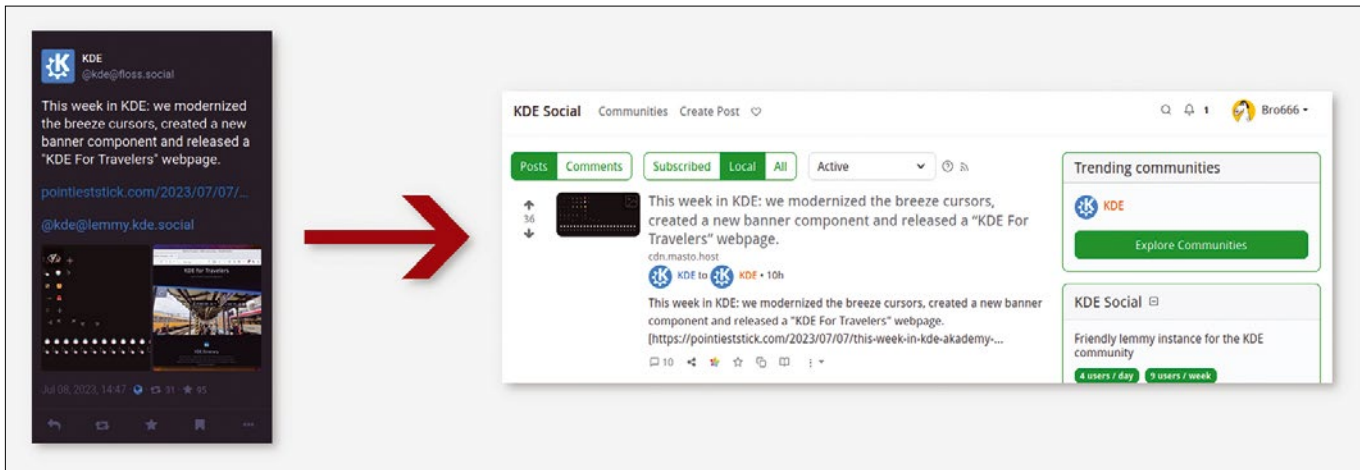 KDE
@kde@floss.social
This week in KDE: we modernized
the breeze cursors, created a new
banner component and released a
"KDE For Travelers" webpage.
pointieststick.com/2023/07/07/...
@kde@lemmy.kde.social
KDE for Travelers
KDE Itinerary
Jul 08, 2023, 14:47 31 95
KDE Social Communities Create Post 1 Bro666
Posts Comments Subscribed Local All Active
36
This week in KDE: we modernized the breeze cursors,
created a new banner component and released a “KDE For
Travelers” webpage.
cdn.masto.host
KDE to KDE • 10h
This week in KDE: we modernized the breeze cursors, created a new banner
component and released a "KDE For Travelers" webpage.
[https://pointieststick.com/2023/07/07/this-week-in-kde-akademy-...
10
Trending communities
KDE
Explore Communities
KDE Social
Friendly lemmy instance for the KDE
community
4 users / day 9 users / week